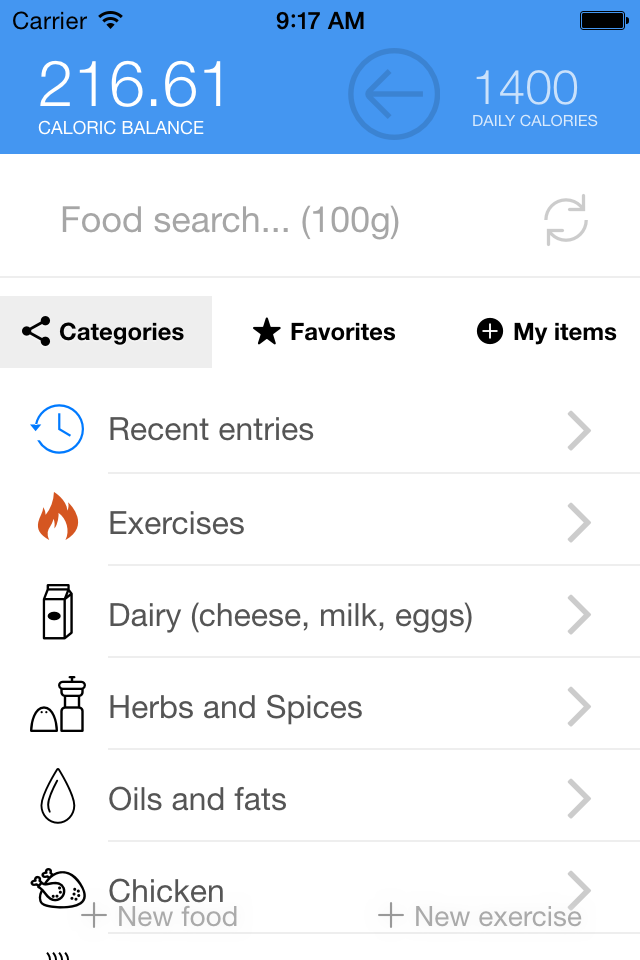 Carrier 9:17 AM
216.61 1400
CALORIC BALANCE DAILY CALORIES
Food search... (100g)
Categories Favorites My items
Recent entries
Exercises
Dairy (cheese, milk, eggs)
Herbs and Spices
Oils and fats
Chicken
New food New exercise